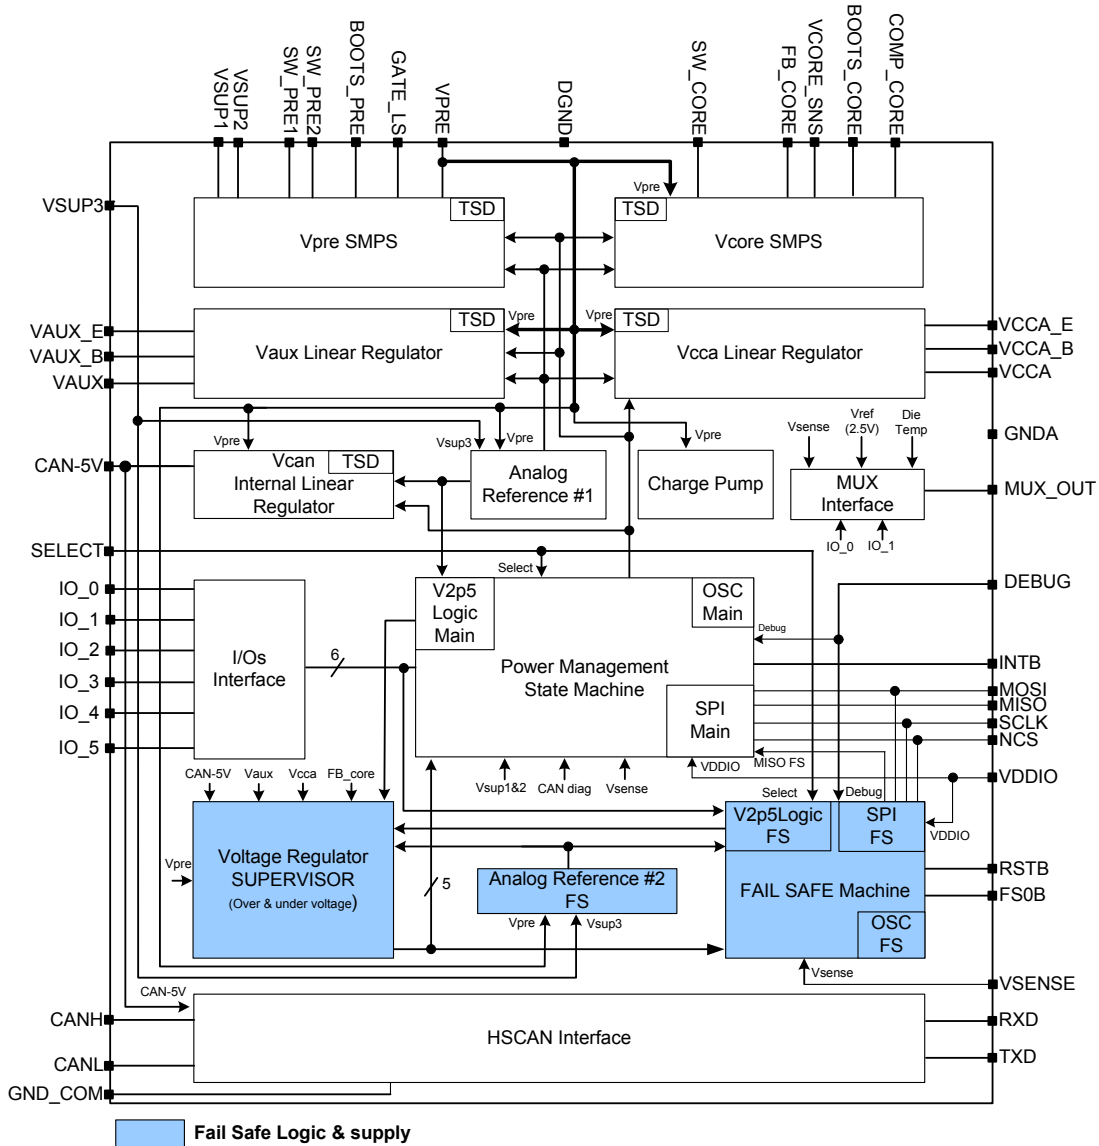 VSUP1
VSUP2
SW_PRE1
SW_PRE2
BOOTS_PRE
GATE_LS
VPRE
DGND
SW_CORE
FB_CORE
VCORE_SNS
BOOTS_CORE
COMP_CORE
VSUP3
TSD
Vpre SMPS
Vpre
TSD
Vcore SMPS
VAUX_E
VAUX_B
VAUX
TSD
Vpre
Vaux Linear Regulator
Vpre
TSD
Vcca Linear Regulator
VCCA_E
VCCA_B
VCCA
GNDA
Vpre
Vsup3
Vpre
Vpre
Vsense
Vref
(2.5V)
Die
Temp
CAN-5V
Vcan
TSD
Internal Linear
Regulator
Analog
Reference #1
Charge Pump
MUX
Interface
MUX_OUT
IO_0
IO_1
SELECT
Select
DEBUG
IO_0
IO_1
IO_2
IO_3
IO_4
IO_5
I/Os
Interface
6
V2p5
Logic
Main
OSC
Main
Debug
Power Management
State Machine
SPI
Main
INTB
MOSI
MISO
SCLK
NCS
VDDIO
MISO FS
VDDIO
CAN-5V
Vaux
Vcca
FB_core
Vsup1&2
CAN diag
Vsense
Select
Debug
Vpre
Voltage Regulator
SUPERVISOR
(Over & under voltage)
5
Analog Reference #2
FS
Vpre
Vsup3
V2p5Logic
FS
SPI
FS
VDDIO
FAIL SAFE Machine
OSC
FS
RSTB
FS0B
Vsense
VSENSE
CAN-5V
CANH
CANL
GND_COM
HSCAN Interface
RXD
TXD
Fail Safe Logic & supply